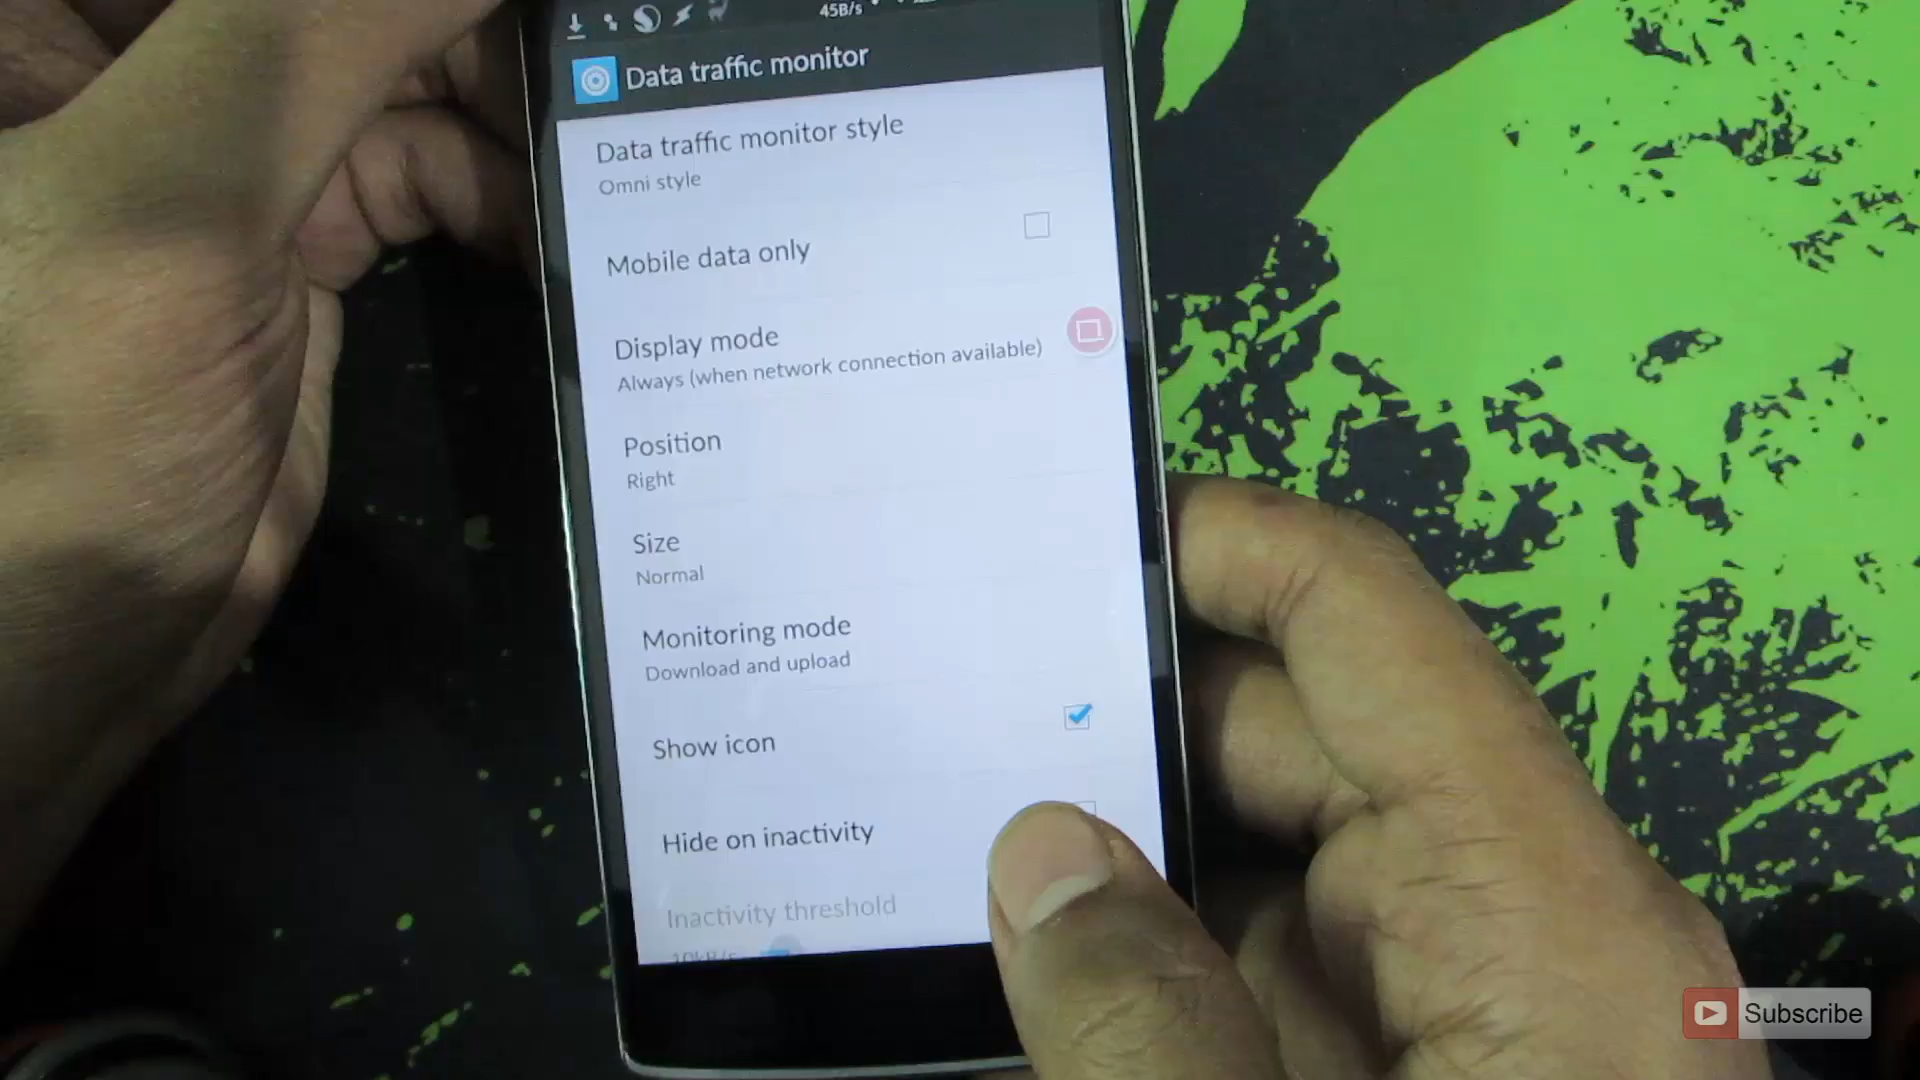 45B/s
Data traffic monitor
Data traffic monitor style
Omni style
Mobile data only
Display mode
Always (when network connection available)
Position
Right
Size
Normal
Monitoring mode
Download and upload
Show icon
Hide on inactivity
Inactivity threshold
10kB/s
Subscribe